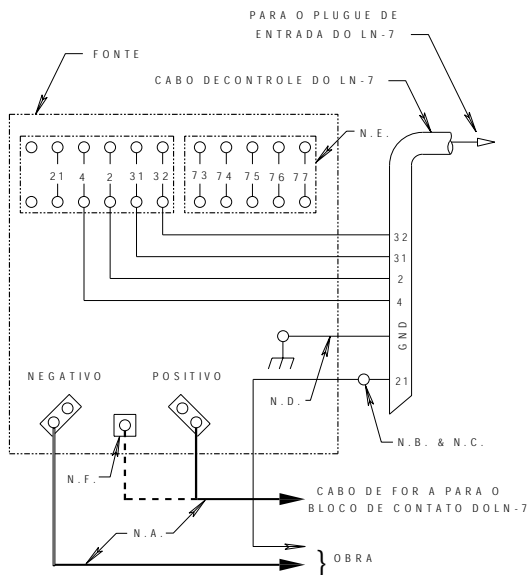 PARA O PLUGUE DE
ENTRADA DO LN-7
FONTE
CABO DECONTROLE DO LN-7
N.E.
21 4 2 31 32 73 74 75 76 77
32
31
2
4
GND
21
NEGATIVO POSITIVO
N.D.
N.B. & N.C.
N.F.
CABO DE FOR A PARA O
BLOCO DE CONTATO DOLN-7
N.A.
} OBRA